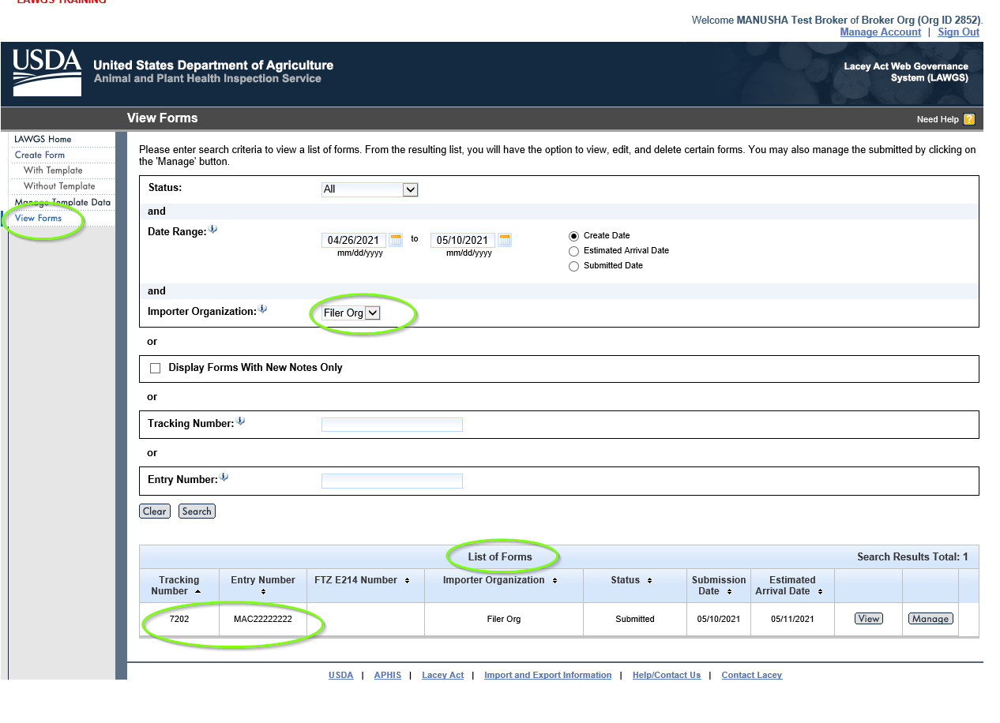 LAWGS TRAINING
Welcome MANUSHA Test Broker of Broker Org (Org ID 2852).
Manage Account | Sign Out
USDA
United States Department of Agriculture
Animal and Plant Health Inspection Service
Lacey Act Web Governance
System (LAWGS)
View Forms
Need Help ?
LAWGS Home
Create Form
With Template
Without Template
Manage Template Data
View Forms
Please enter search criteria to view a list of forms. From the resulting list, you will have the option to view, edit, and delete certain forms. You may also manage the submitted by clicking on
the 'Manage' button.
Status: All
and
Date Range: 04/26/2021 to 05/10/2021
mm/dd/yyyy mm/dd/yyyy
Create Date
Estimated Arrival Date
Submitted Date
and
Importer Organization: Filer Org
or
Display Forms With New Notes Only
or
Tracking Number:
or
Entry Number:
Clear Search
List of Forms Search Results Total: 1
Tracking Number Entry Number FTZ E214 Number Importer Organization Status Submission Date Estimated Arrival Date
7202 MAC22222222 Filer Org Submitted 05/10/2021 05/11/2021 View Manage
USDA | APHIS | Lacey Act | Import and Export Information | Help/Contact Us | Contact Lacey